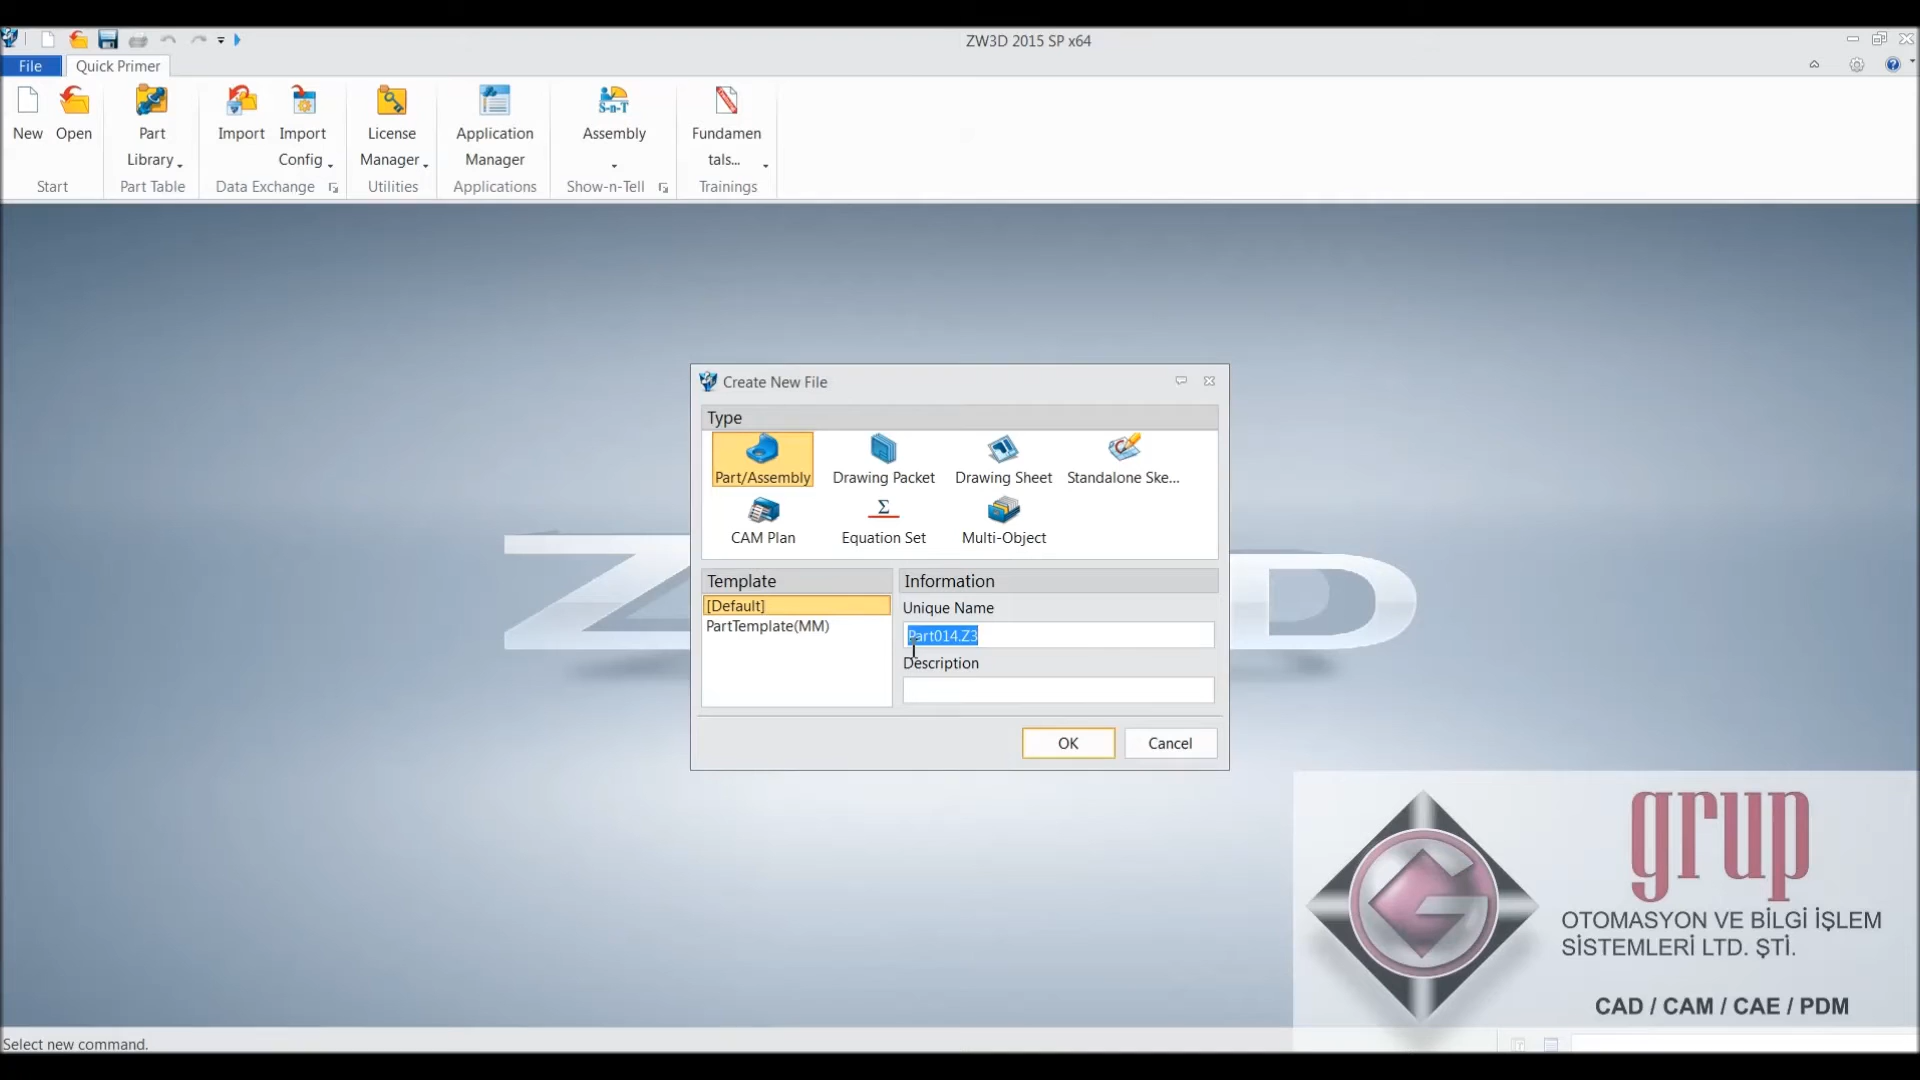 ZW3D 2015 SP x64
File
Quick Primer
New
Open
Part
Library
Import
Import
Config
License
Manager
Application
Manager
S-n-T
Assembly
Fundamen
tals...
Start
Part Table
Data Exchange
Utilities
Applications
Show-n-Tell
Trainings
Create New File
Type
Part/Assembly
Drawing Packet
Drawing Sheet
Standalone Ske...
CAM Plan
Σ
Equation Set
Multi-Object
Template
Information
[Default]
PartTemplate(MM)
Unique Name
Part014.Z3
Description
OK
Cancel
Z
D
G
grup
OTOMASYON VE BİLGİ İŞLEM
SİSTEMLERİ LTD. ŞTİ.
CAD / CAM / CAE / PDM
Select new command.